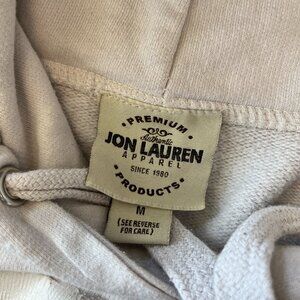 PREMIUM
Authentic
JON LAUREN
APPAREL
SINCE 1980
PRODUCTS
M
(SEE REVERSE
FOR CARE)